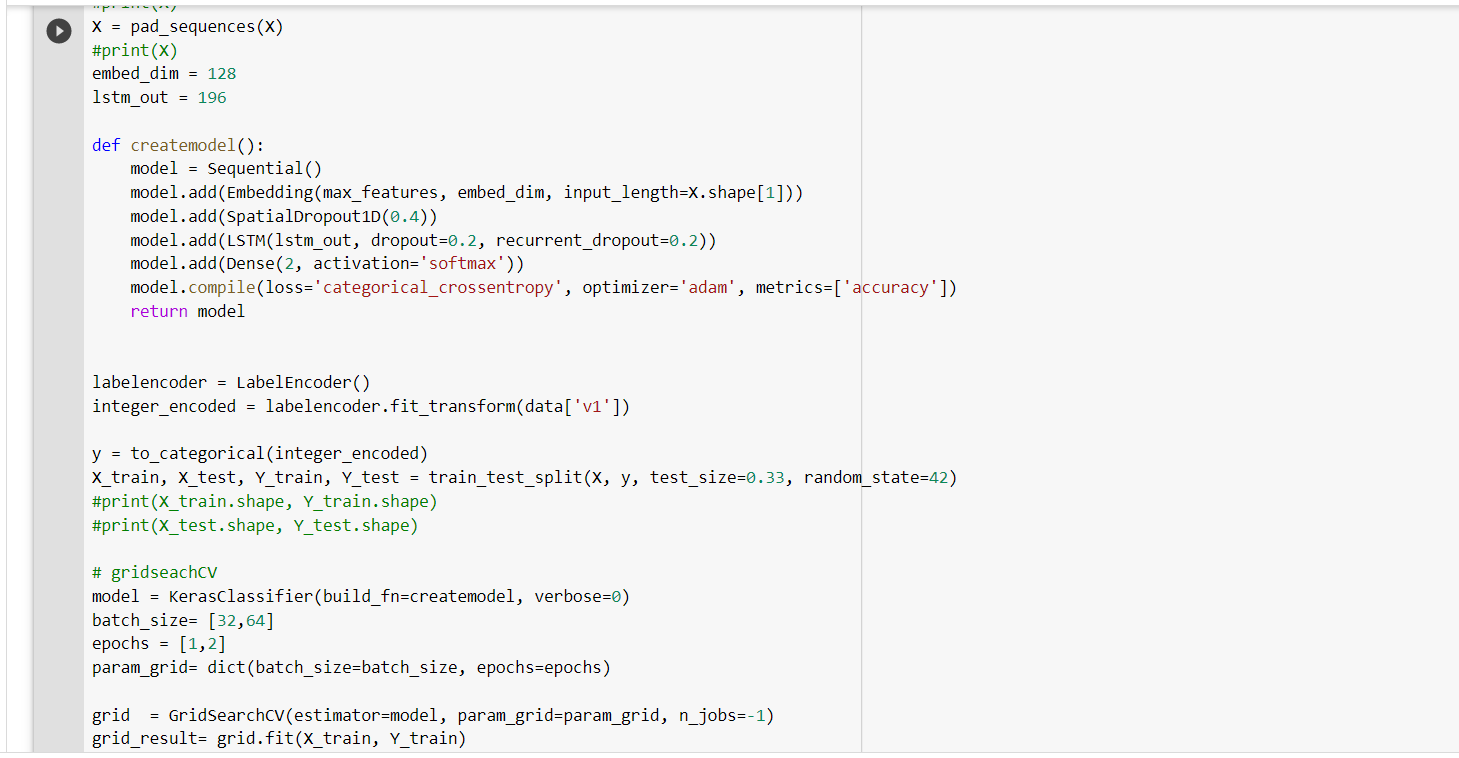 X = pad_sequences(X)
#print(X)
embed_dim = 128
lstm_out = 196
def createmodel():
    model = Sequential()
    model.add(Embedding(max_features, embed_dim, input_length=X.shape[1]))
    model.add(SpatialDropout1D(0.4))
    model.add(LSTM(lstm_out, dropout=0.2, recurrent_dropout=0.2))
    model.add(Dense(2, activation='softmax'))
    model.compile(loss='categorical_crossentropy', optimizer='adam', metrics=['accuracy'])
    return model
labelencoder = LabelEncoder()
integer_encoded = labelencoder.fit_transform(data['v1'])
y = to_categorical(integer_encoded)
X_train, X_test, Y_train, Y_test = train_test_split(X, y, test_size=0.33, random_state=42)
#print(X_train.shape, Y_train.shape)
#print(X_test.shape, Y_test.shape)
# gridseachCV
model = KerasClassifier(build_fn=createmodel, verbose=0)
batch_size= [32,64]
epochs = [1,2]
param_grid= dict(batch_size=batch_size, epochs=epochs)
grid  = GridSearchCV(estimator=model, param_grid=param_grid, n_jobs=-1)
grid_result= grid.fit(X_train, Y_train)